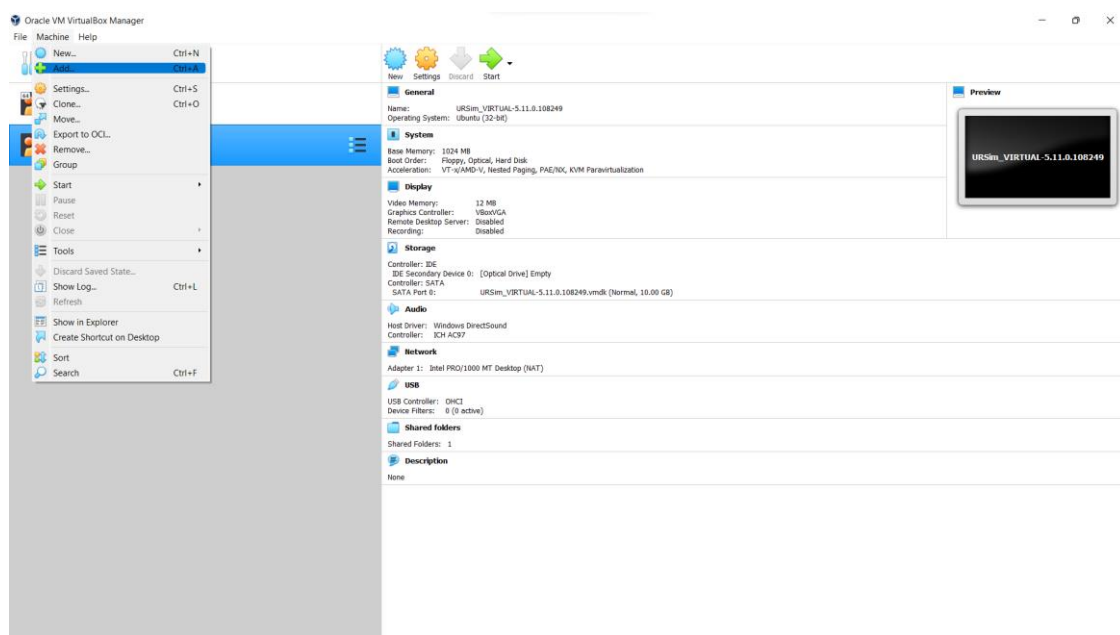 Oracle VM VirtualBox Manager
File Machine Help
New... Ctrl+N
Add... Ctrl+A
Settings... Ctrl+S
Clone... Ctrl+O
Move...
Export to OCI...
Remove...
Group
Start
Pause
Reset
Close
Tools
Discard Saved State...
Show Log... Ctrl+L
Refresh
Show in Explorer
Create Shortcut on Desktop
Sort
Search Ctrl+F
New Settings Discard Start
General
Name: URSim_VIRTUAL-5.11.0.108249
Operating System: Ubuntu (32-bit)
System
Base Memory: 1024 MB
Boot Order: Floppy, Optical, Hard Disk
Acceleration: VT-x/AMD-V, Nested Paging, PAE/NX, KVM Paravirtualization
Display
Video Memory: 12 MB
Graphics Controller: VBoxVGA
Remote Desktop Server: Disabled
Recording: Disabled
Storage
Controller: IDE
IDE Secondary Device 0: [Optical Drive] Empty
Controller: SATA
SATA Port 0: URSim_VIRTUAL-5.11.0.108249.vmdk (Normal, 10.00 GB)
Audio
Host Driver: Windows DirectSound
Controller: ICH AC97
Network
Adapter 1: Intel PRO/1000 MT Desktop (NAT)
USB
USB Controller: OHCI
Device Filters: 0 (0 active)
Shared folders
Shared Folders: 1
Description
None
Preview
URSim_VIRTUAL-5.11.0.108249